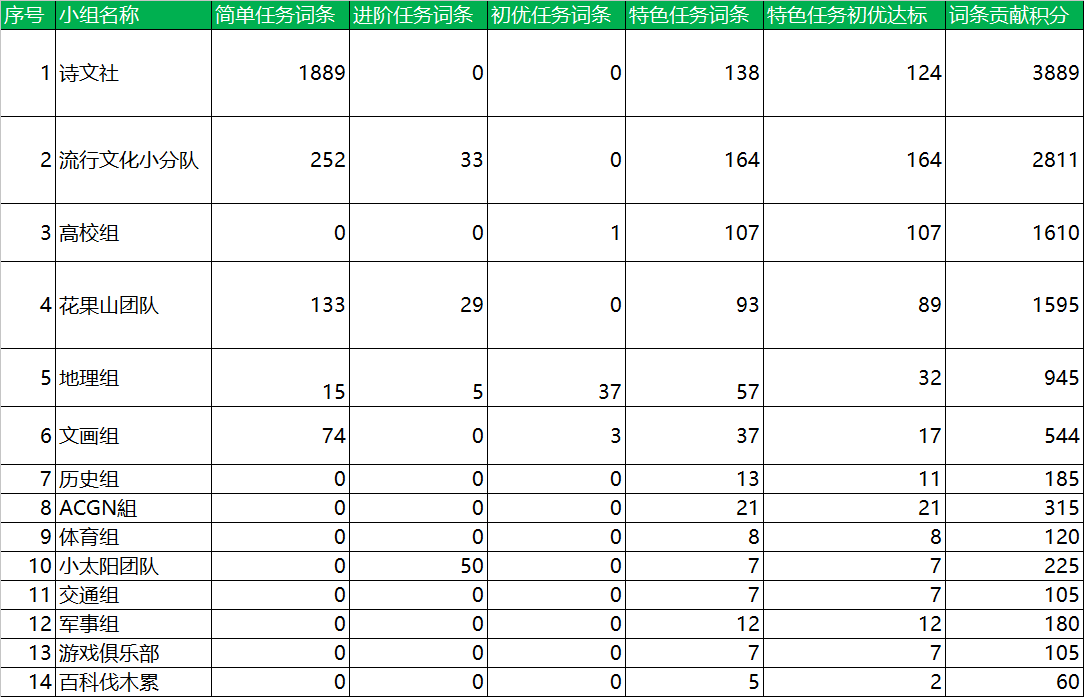 序号 小组名称 简单任务词条 进阶任务词条 初优任务词条 特色任务词条 特色任务初优达标 词条贡献积分
1 诗文社 1889 0 0 138 124 3889
2 流行文化小分队 252 33 0 164 164 2811
3 高校组 0 0 1 107 107 1610
4 花果山团队 133 29 0 93 89 1595
5 地理组 15 5 37 57 32 945
6 文画组 74 0 3 37 17 544
7 历史组 0 0 0 13 11 185
8 ACGN組 0 0 0 21 21 315
9 体育组 0 0 0 8 8 120
10 小太阳团队 0 50 0 7 7 225
11 交通组 0 0 0 7 7 105
12 军事组 0 0 0 12 12 180
13 游戏俱乐部 0 0 0 7 7 105
14 百科伐木累 0 0 0 5 2 60